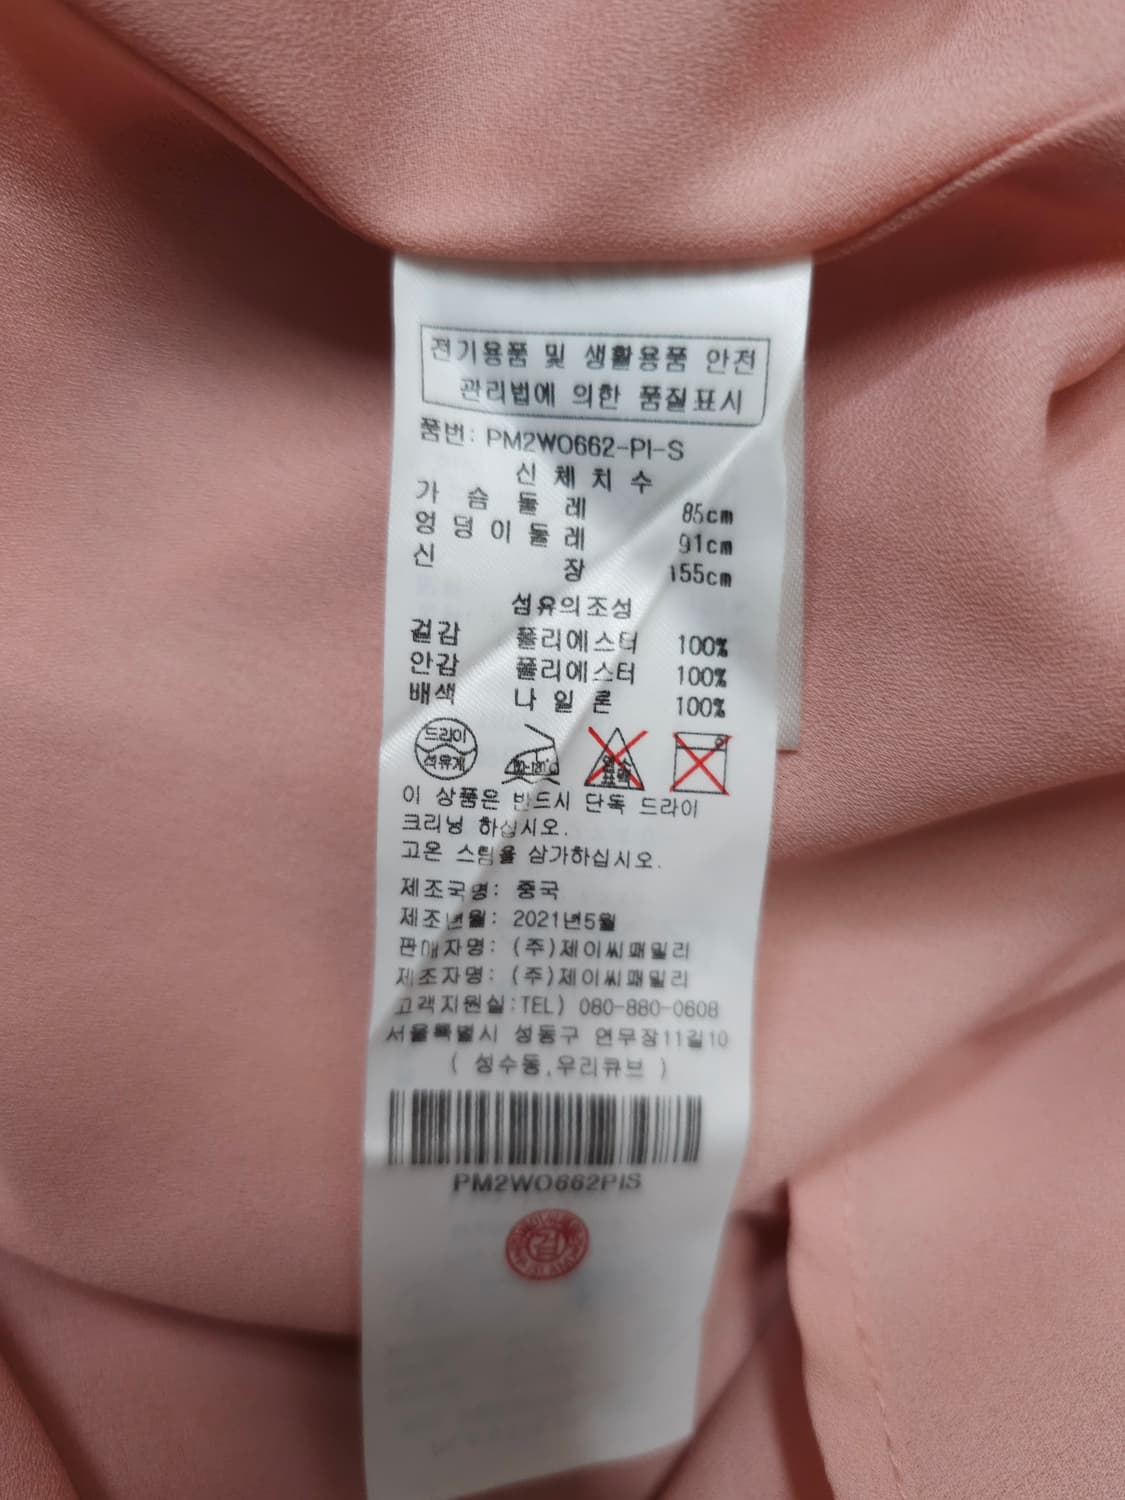 전기용품 및 생활용품 안전
관리법에 의한 품질표시
품번: PM2WO662-PI-S
신 체 치 수
가 슴 둘 레 85cm
엉 덩 이 둘 레 91cm
신 장 155cm
섬유의조성
겉감 폴리에스터 100%
안감 폴리에스터 100%
배색 나 일 론 100%
드라이
석유계
염소
표백
이 상품은 반드시 단독 드라이
크리닝 하십시오.
고온 스팀을 삼가하십시오.
제조국명: 중국
제조년월: 2021년5월
판매자명: (주)제이씨패밀리
제조자명: (주)제이씨패밀리
고객지원실:TEL) 080-880-0608
서울특별시 성동구 연무장11길10
( 성수동,우리큐브 )
PM2WO662PIS